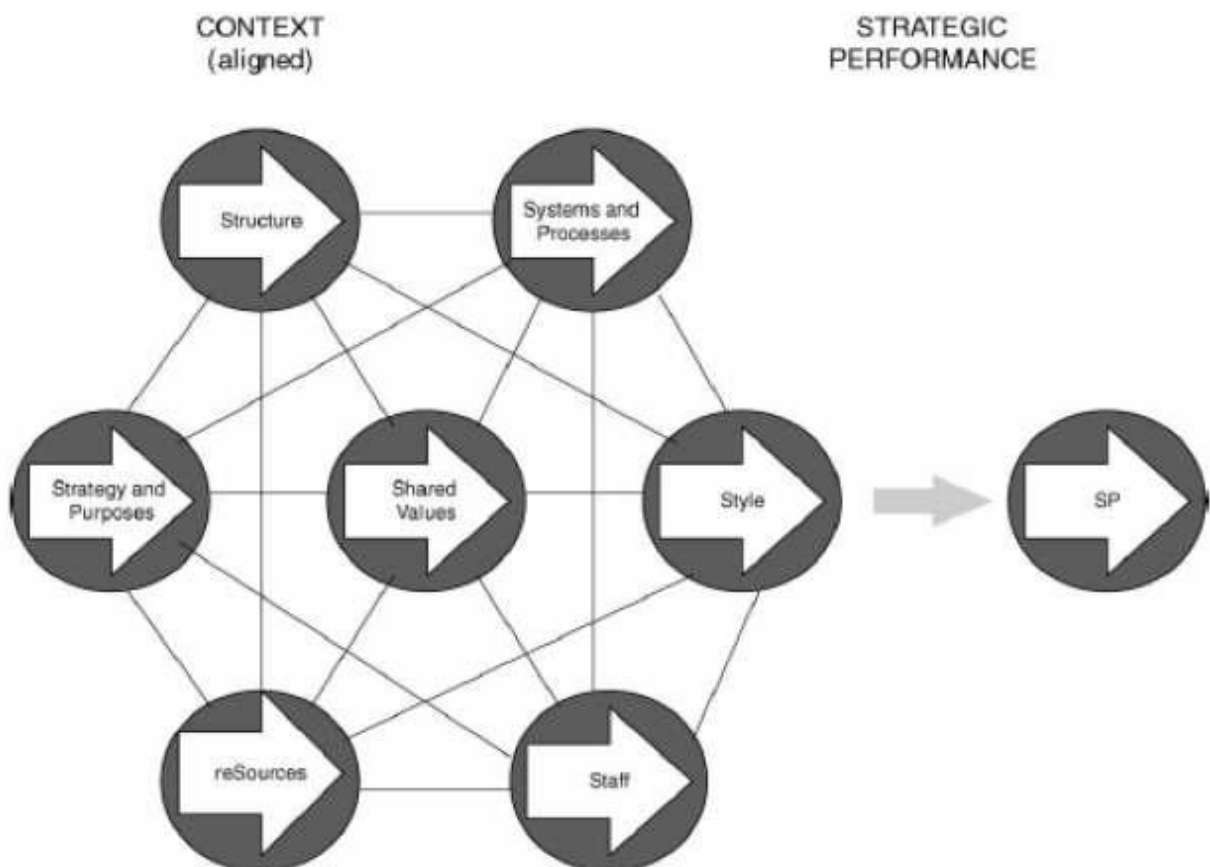 CONTEXT
(aligned)
STRATEGIC
PERFORMANCE
Structure
Systems and
Processes
Strategy and
Purposes
Shared
Values
Style
SP
reSources
Staff